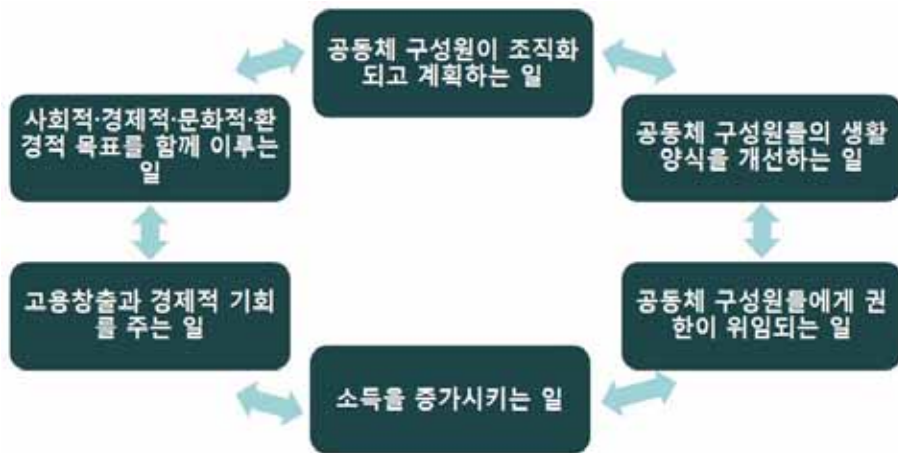 공동체 구성원이 조직화
되고 계획하는 일
사회적·경제적·문화적·환
경적 목표를 함께 이루는
일
공동체 구성원들의 생활
양식을 개선하는 일
고용창출과 경제적 기회
를 주는 일
공동체 구성원들에게 권
한이 위임되는 일
소득을 증가시키는 일